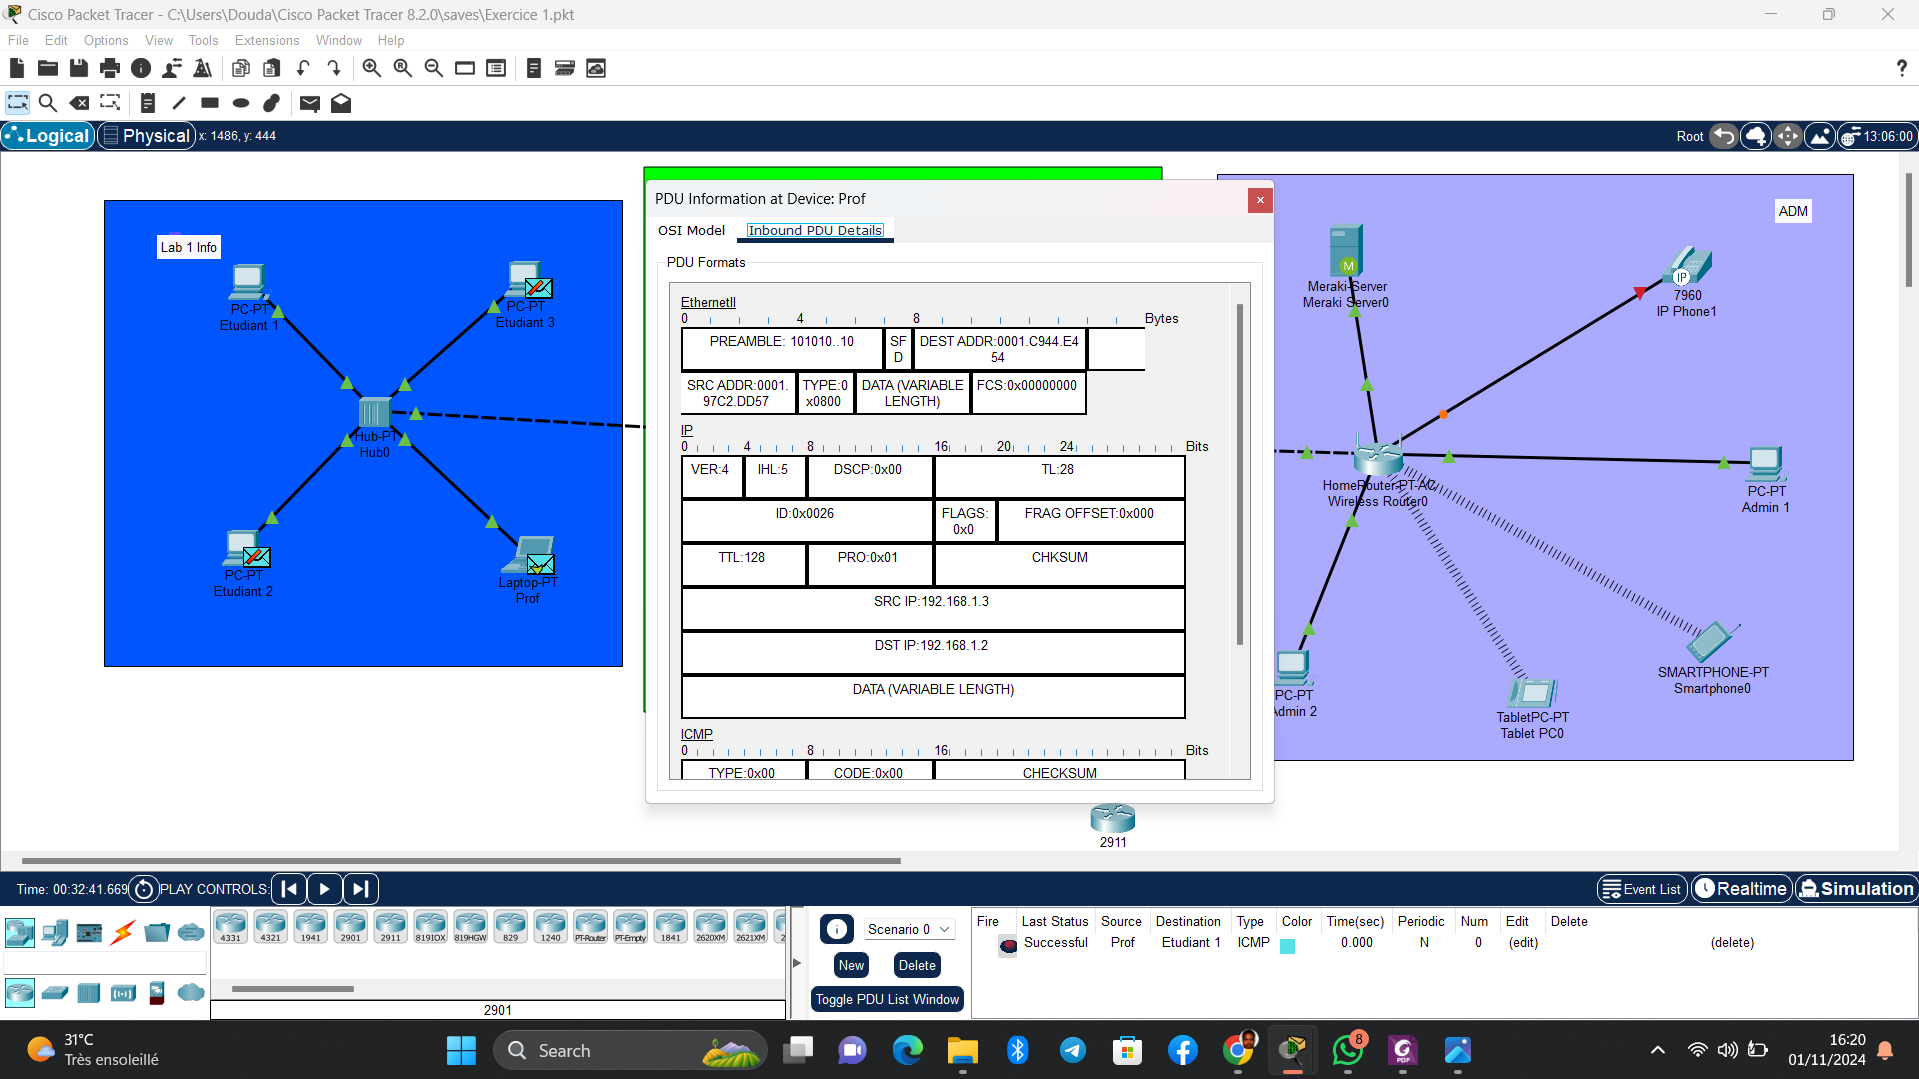 Cisco Packet Tracer - C:\Users\Douda\Cisco Packet Tracer 8.2.0\saves\Exercice 1.pkt
File Edit Options View Tools Extensions Window Help
?
Logical Physical x: 1486, y: 444
Root 13:06:00
Lab 1 Info
PC-PT
Etudiant 1
PC-PT
Etudiant 3
Hub-PT
Hub0
PC-PT
Etudiant 2
Laptop-PT
Prof
PDU Information at Device: Prof
OSI Model Inbound PDU Details
PDU Formats
EthernetII
0 4 8 Bytes
PREAMBLE: 101010..10
SF
D
DEST ADDR:0001.C944.E4
54
SRC ADDR:0001.
97C2.DD57
TYPE:0
x0800
DATA (VARIABLE
LENGTH)
FCS:0x00000000
IP
0 4 8 16 20 24 Bits
VER:4 IHL:5 DSCP:0x00 TL:28
ID:0x0026
FLAGS:
0x0
FRAG OFFSET:0x000
TTL:128 PRO:0x01 CHKSUM
SRC IP:192.168.1.3
DST IP:192.168.1.2
DATA (VARIABLE LENGTH)
ICMP
0 8 16 Bits
TYPE:0x00 CODE:0x00 CHECKSUM
ADM
M
Meraki-Server
Meraki Server0
IP
7960
IP Phone1
HomeRouter-PT-AC
Wireless Router0
PC-PT
Admin 1
PC-PT
Admin 2
SMARTPHONE-PT
Smartphone0
TabletPC-PT
Tablet PC0
2911
Time: 00:32:41.669 PLAY CONTROLS:
Event List Realtime Simulation
4331 4321 1941 2901 2911 819IOX 819HGW 829 1240 PT-Router PT-Empty 1841 2620XM 2621XM 2
2901
Scenario 0
New Delete
Toggle PDU List Window
Fire Last Status Source Destination Type Color Time(sec) Periodic Num Edit Delete
Successful Prof Etudiant 1 ICMP 0.000 N 0 (edit) (delete)
31°C
Très ensoleillé
Search
8
PDF
16:20
01/11/2024